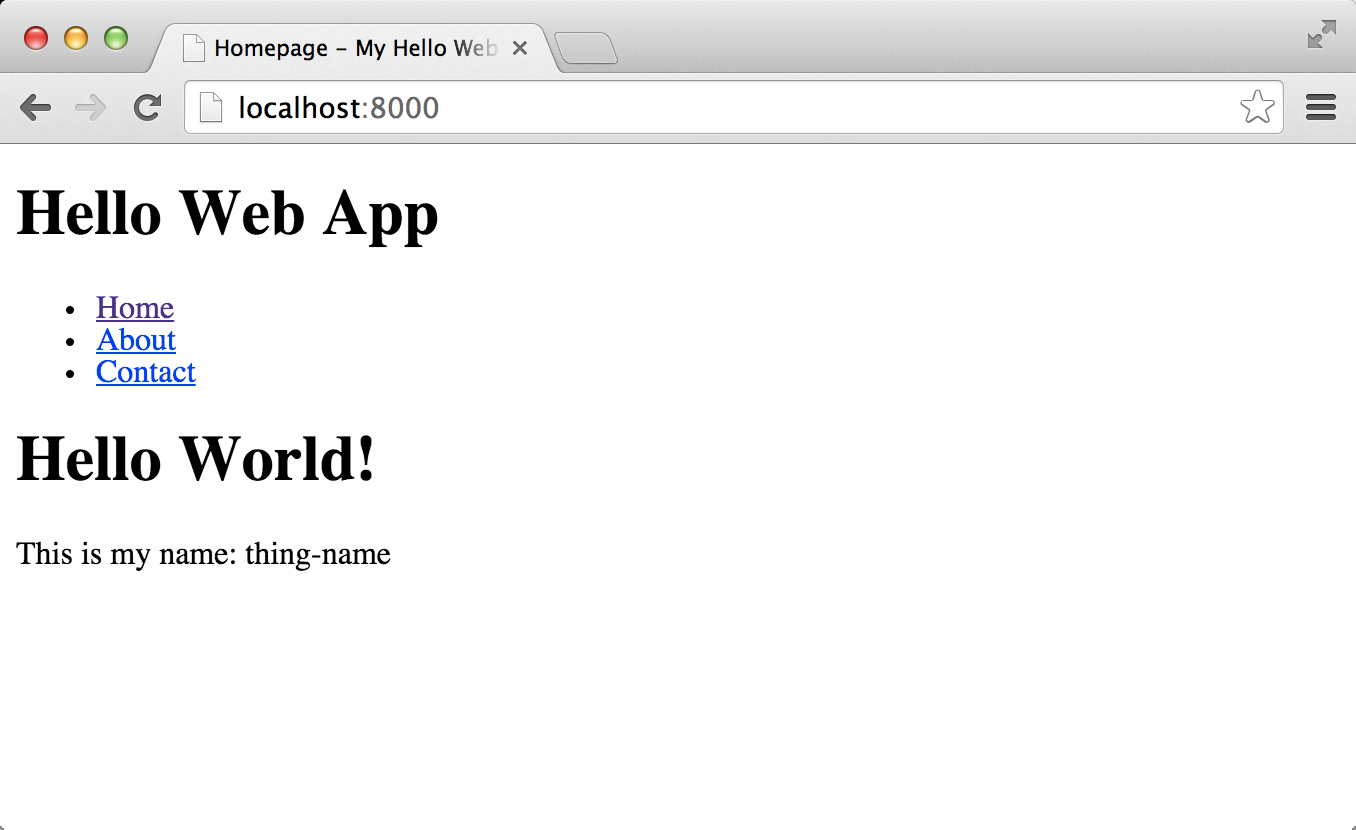 Homepage – My Hello Web
localhost:8000
Hello Web App
Home
About
Contact
Hello World!
This is my name: thing-name